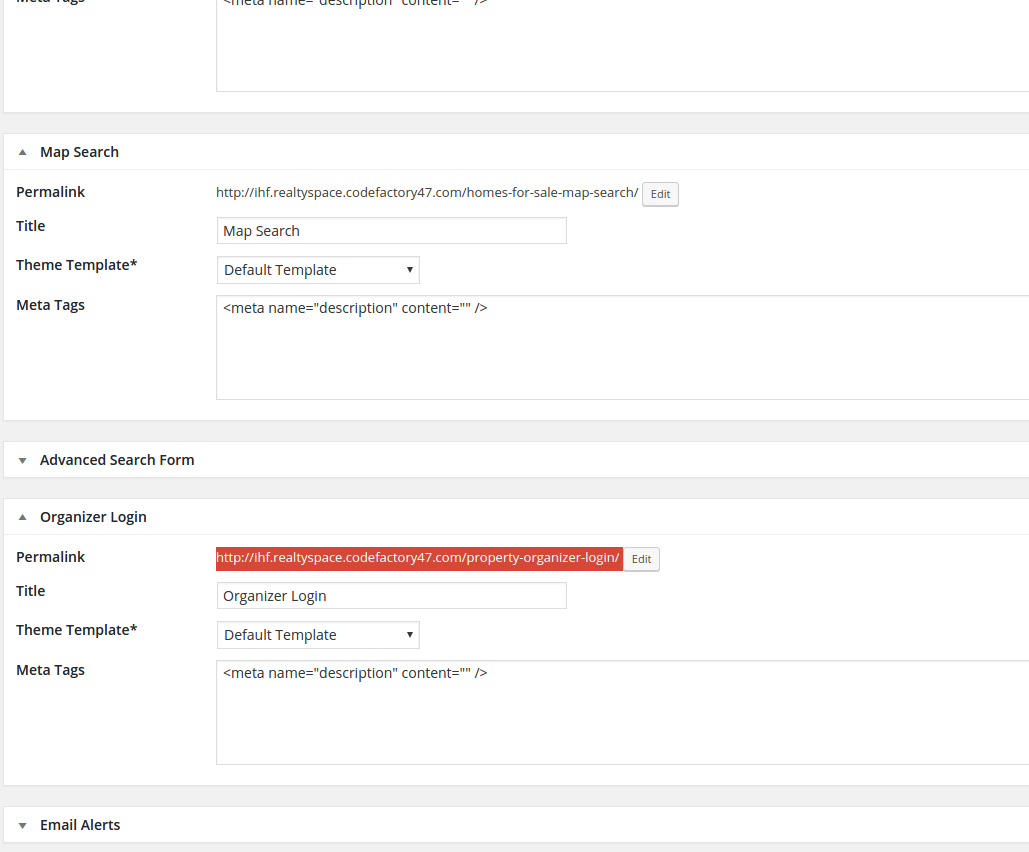 Meta Tags
<meta name="description" content="" />
Map Search
Permalink http://ihf.realtyspace.codefactory47.com/homes-for-sale-map-search/ Edit
Title Map Search
Theme Template* Default Template
Meta Tags <meta name="description" content="" />
Advanced Search Form
Organizer Login
Permalink http://ihf.realtyspace.codefactory47.com/property-organizer-login/ Edit
Title Organizer Login
Theme Template* Default Template
Meta Tags <meta name="description" content="" />
Email Alerts